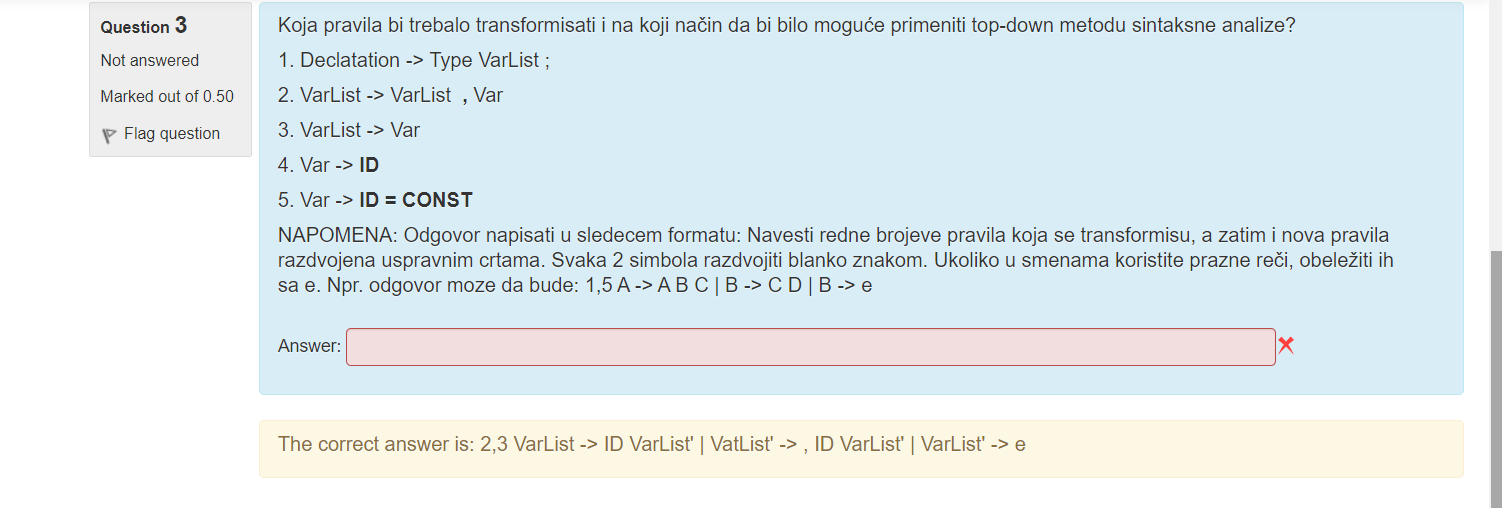 Question 3
Not answered
Marked out of 0.50
Flag question
Koja pravila bi trebalo transformisati i na koji način da bi bilo moguće primeniti top-down metodu sintaksne analize?
1. Declatation -> Type VarList ;
2. VarList -> VarList , Var
3. VarList -> Var
4. Var -> ID
5. Var -> ID = CONST
NAPOMENA: Odgovor napisati u sledecem formatu: Navesti redne brojeve pravila koja se transformisu, a zatim i nova pravila
razdvojena uspravnim crtama. Svaka 2 simbola razdvojiti blanko znakom. Ukoliko u smenama koristite prazne reči, obeležiti ih
sa e. Npr. odgovor moze da bude: 1,5 A -> A B C | B -> C D | B -> e
Answer:
The correct answer is: 2,3 VarList -> ID VarList' | VatList' -> , ID VarList' | VarList' -> e